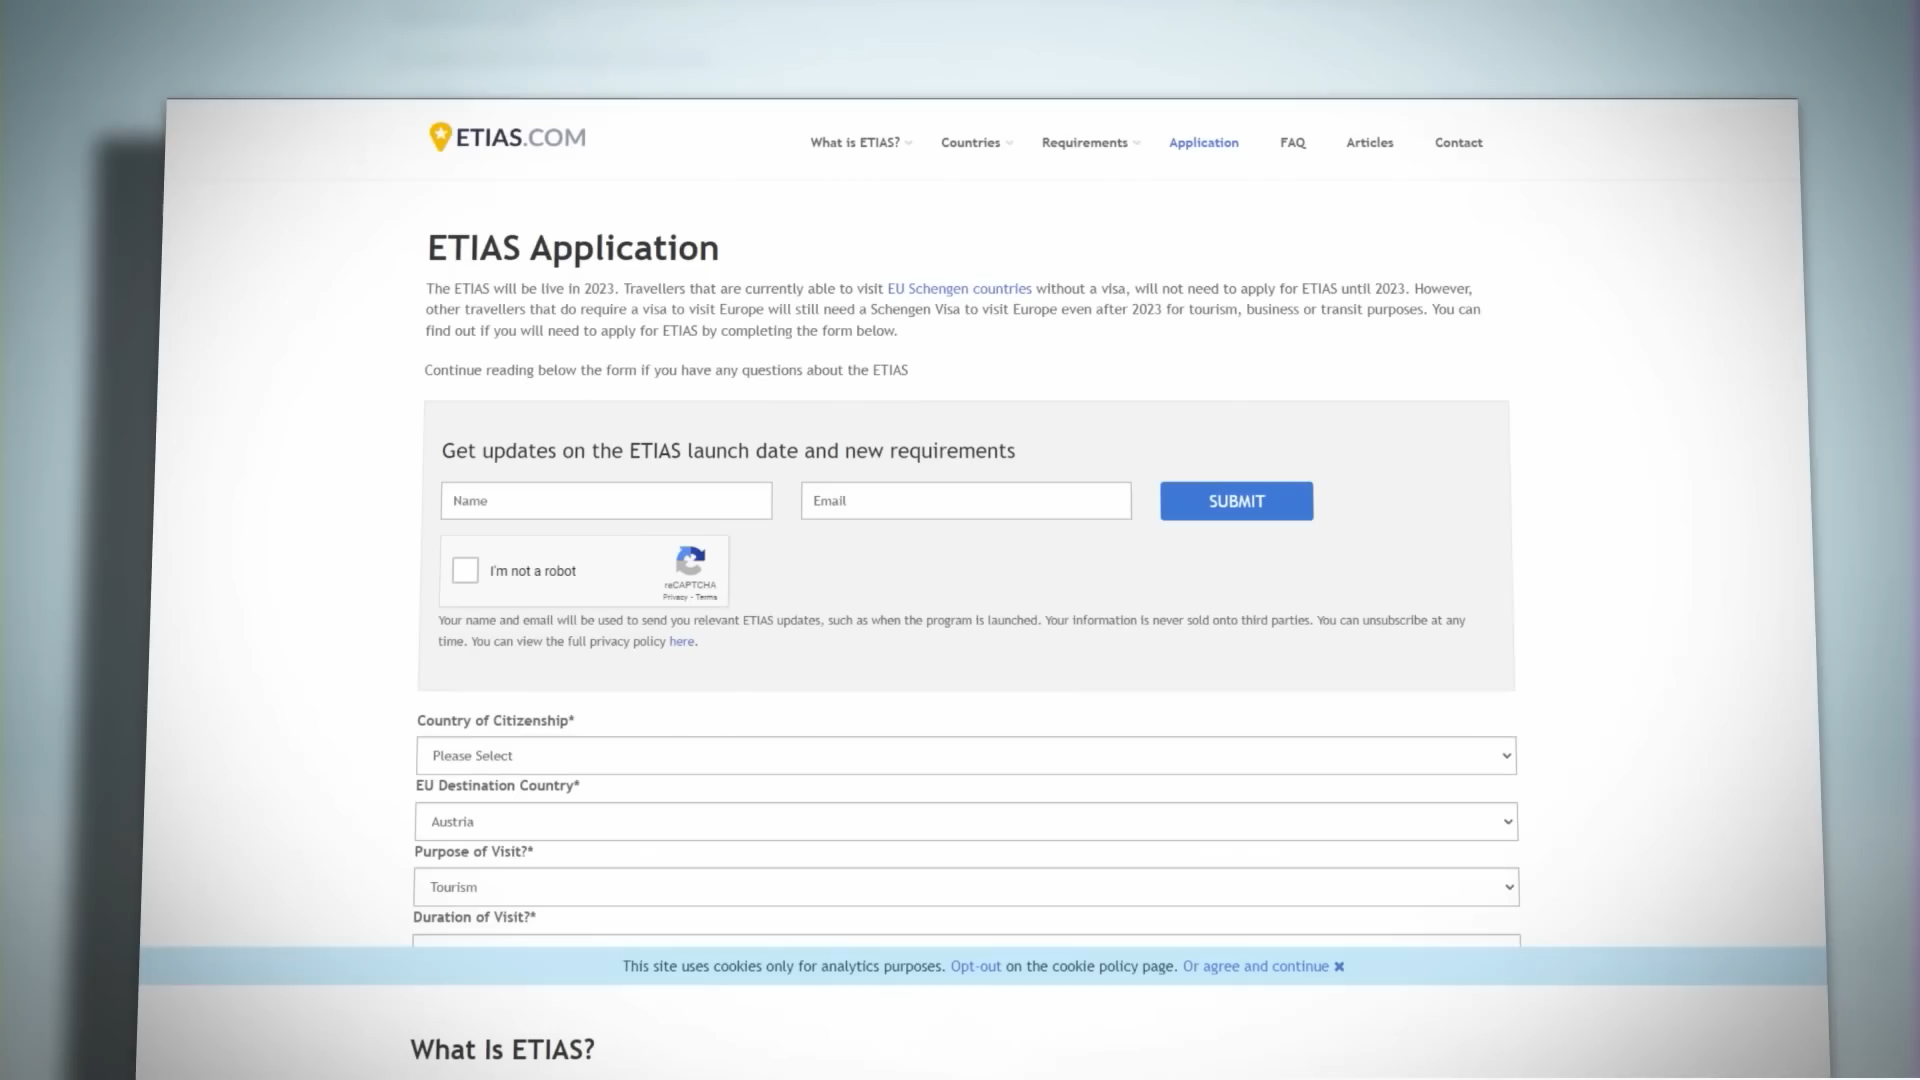 ETIAS.COM
What is ETIAS? Countries Requirements Application FAQ Articles Contact
ETIAS Application
The ETIAS will be live in 2023. Travellers that are currently able to visit EU Schengen countries without a visa, will not need to apply for ETIAS until 2023. However,
other travellers that do require a visa to visit Europe will still need a Schengen Visa to visit Europe even after 2023 for tourism, business or transit purposes. You can
find out if you will need to apply for ETIAS by completing the form below.
Continue reading below the form if you have any questions about the ETIAS
Get updates on the ETIAS launch date and new requirements
Name Email SUBMIT
I'm not a robot
reCAPTCHA
Privacy - Terms
Your name and email will be used to send you relevant ETIAS updates, such as when the program is launched. Your information is never sold onto third parties. You can unsubscribe at any
time. You can view the full privacy policy here.
Country of Citizenship*
Please Select
EU Destination Country*
Austria
Purpose of Visit?*
Tourism
Duration of Visit?*
This site uses cookies only for analytics purposes. Opt-out on the cookie policy page. Or agree and continue ✖
What Is ETIAS?